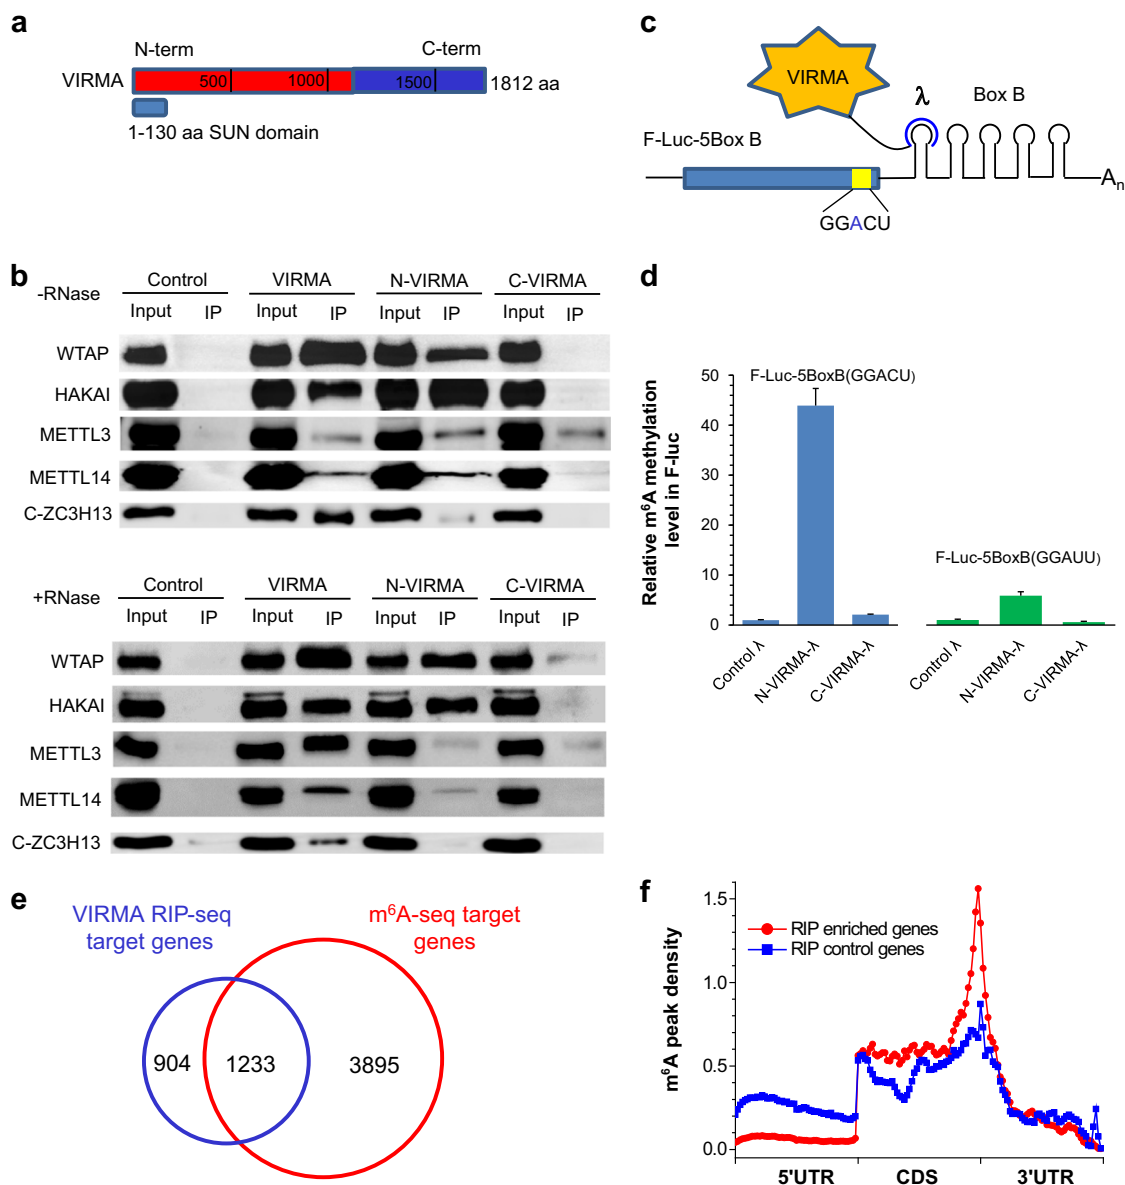 a
N-term
C-term
VIRMA
500
1000
1500
1812 aa
1-130 aa SUN domain
c
VIRMA
λ
Box B
F-Luc-5Box B
An
GGACU
b
-RNase
Control
VIRMA
N-VIRMA
C-VIRMA
Input
IP
Input
IP
Input
IP
Input
IP
WTAP
HAKAI
METTL3
METTL14
C-ZC3H13
+RNase
Control
VIRMA
N-VIRMA
C-VIRMA
Input
IP
Input
IP
Input
IP
Input
IP
WTAP
HAKAI
METTL3
METTL14
C-ZC3H13
d
Relative m⁶A methylation
level in F-luc
50
40
30
20
10
0
F-Luc-5BoxB(GGACU)
F-Luc-5BoxB(GGAUU)
Control λ
N-VIRMA-λ
C-VIRMA-λ
Control λ
N-VIRMA-λ
C-VIRMA-λ
e
VIRMA RIP-seq
target genes
m⁶A-seq target
genes
904
1233
3895
f
m⁶A peak density
1.5
1.0
0.5
0.0
RIP enriched genes
RIP control genes
5'UTR
CDS
3'UTR